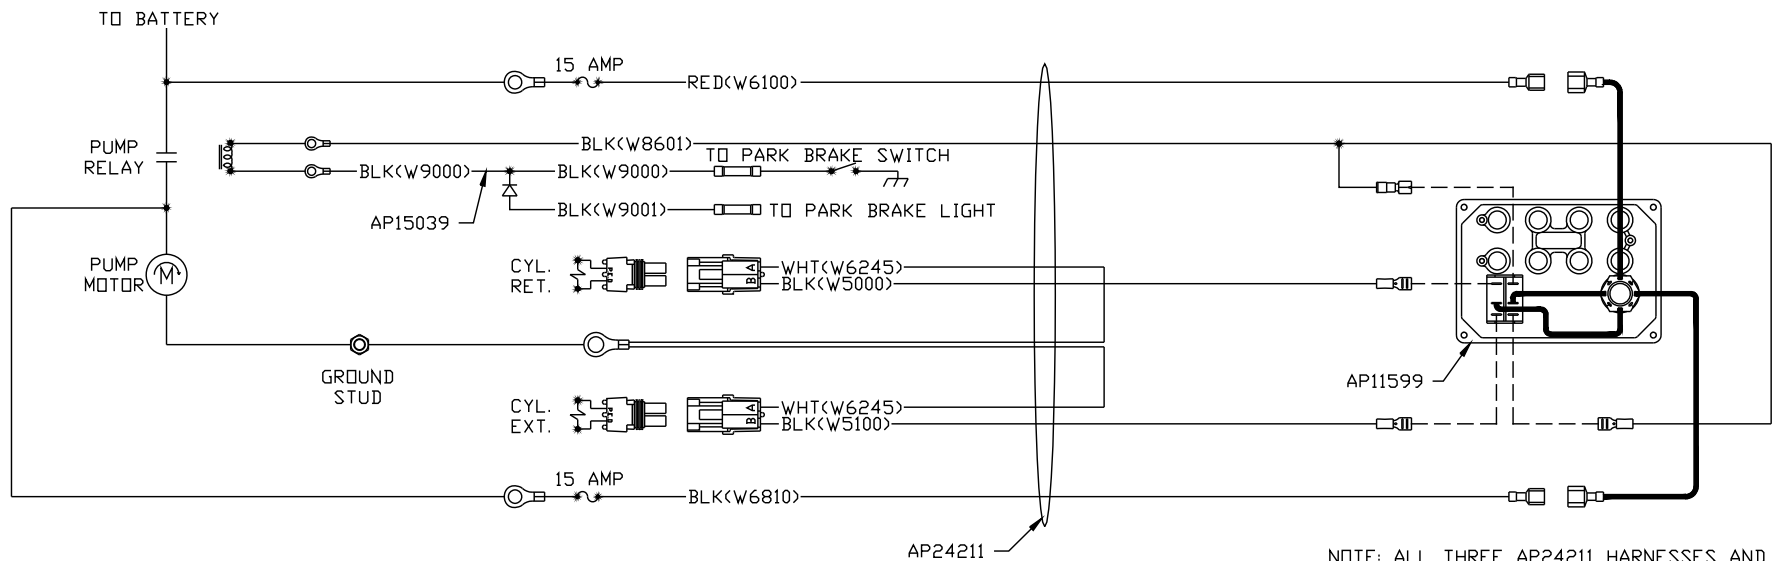 TO BATTERY
15 AMP
RED(W6100)
PUMP
RELAY
BLK(W8601)
TO PARK BRAKE SWITCH
BLK(W9000)
BLK(W9000)
AP15039
BLK(W9001)
TO PARK BRAKE LIGHT
PUMP
MOTOR
M
CYL.
RET.
A
B
WHT(W6245)
BLK(W5000)
GROUND
STUD
AP11599
CYL.
EXT.
A
B
WHT(W6245)
BLK(W5100)
15 AMP
BLK(W6810)
AP24211
NOTE: ALL THREE AP24211 HARNESSES AND